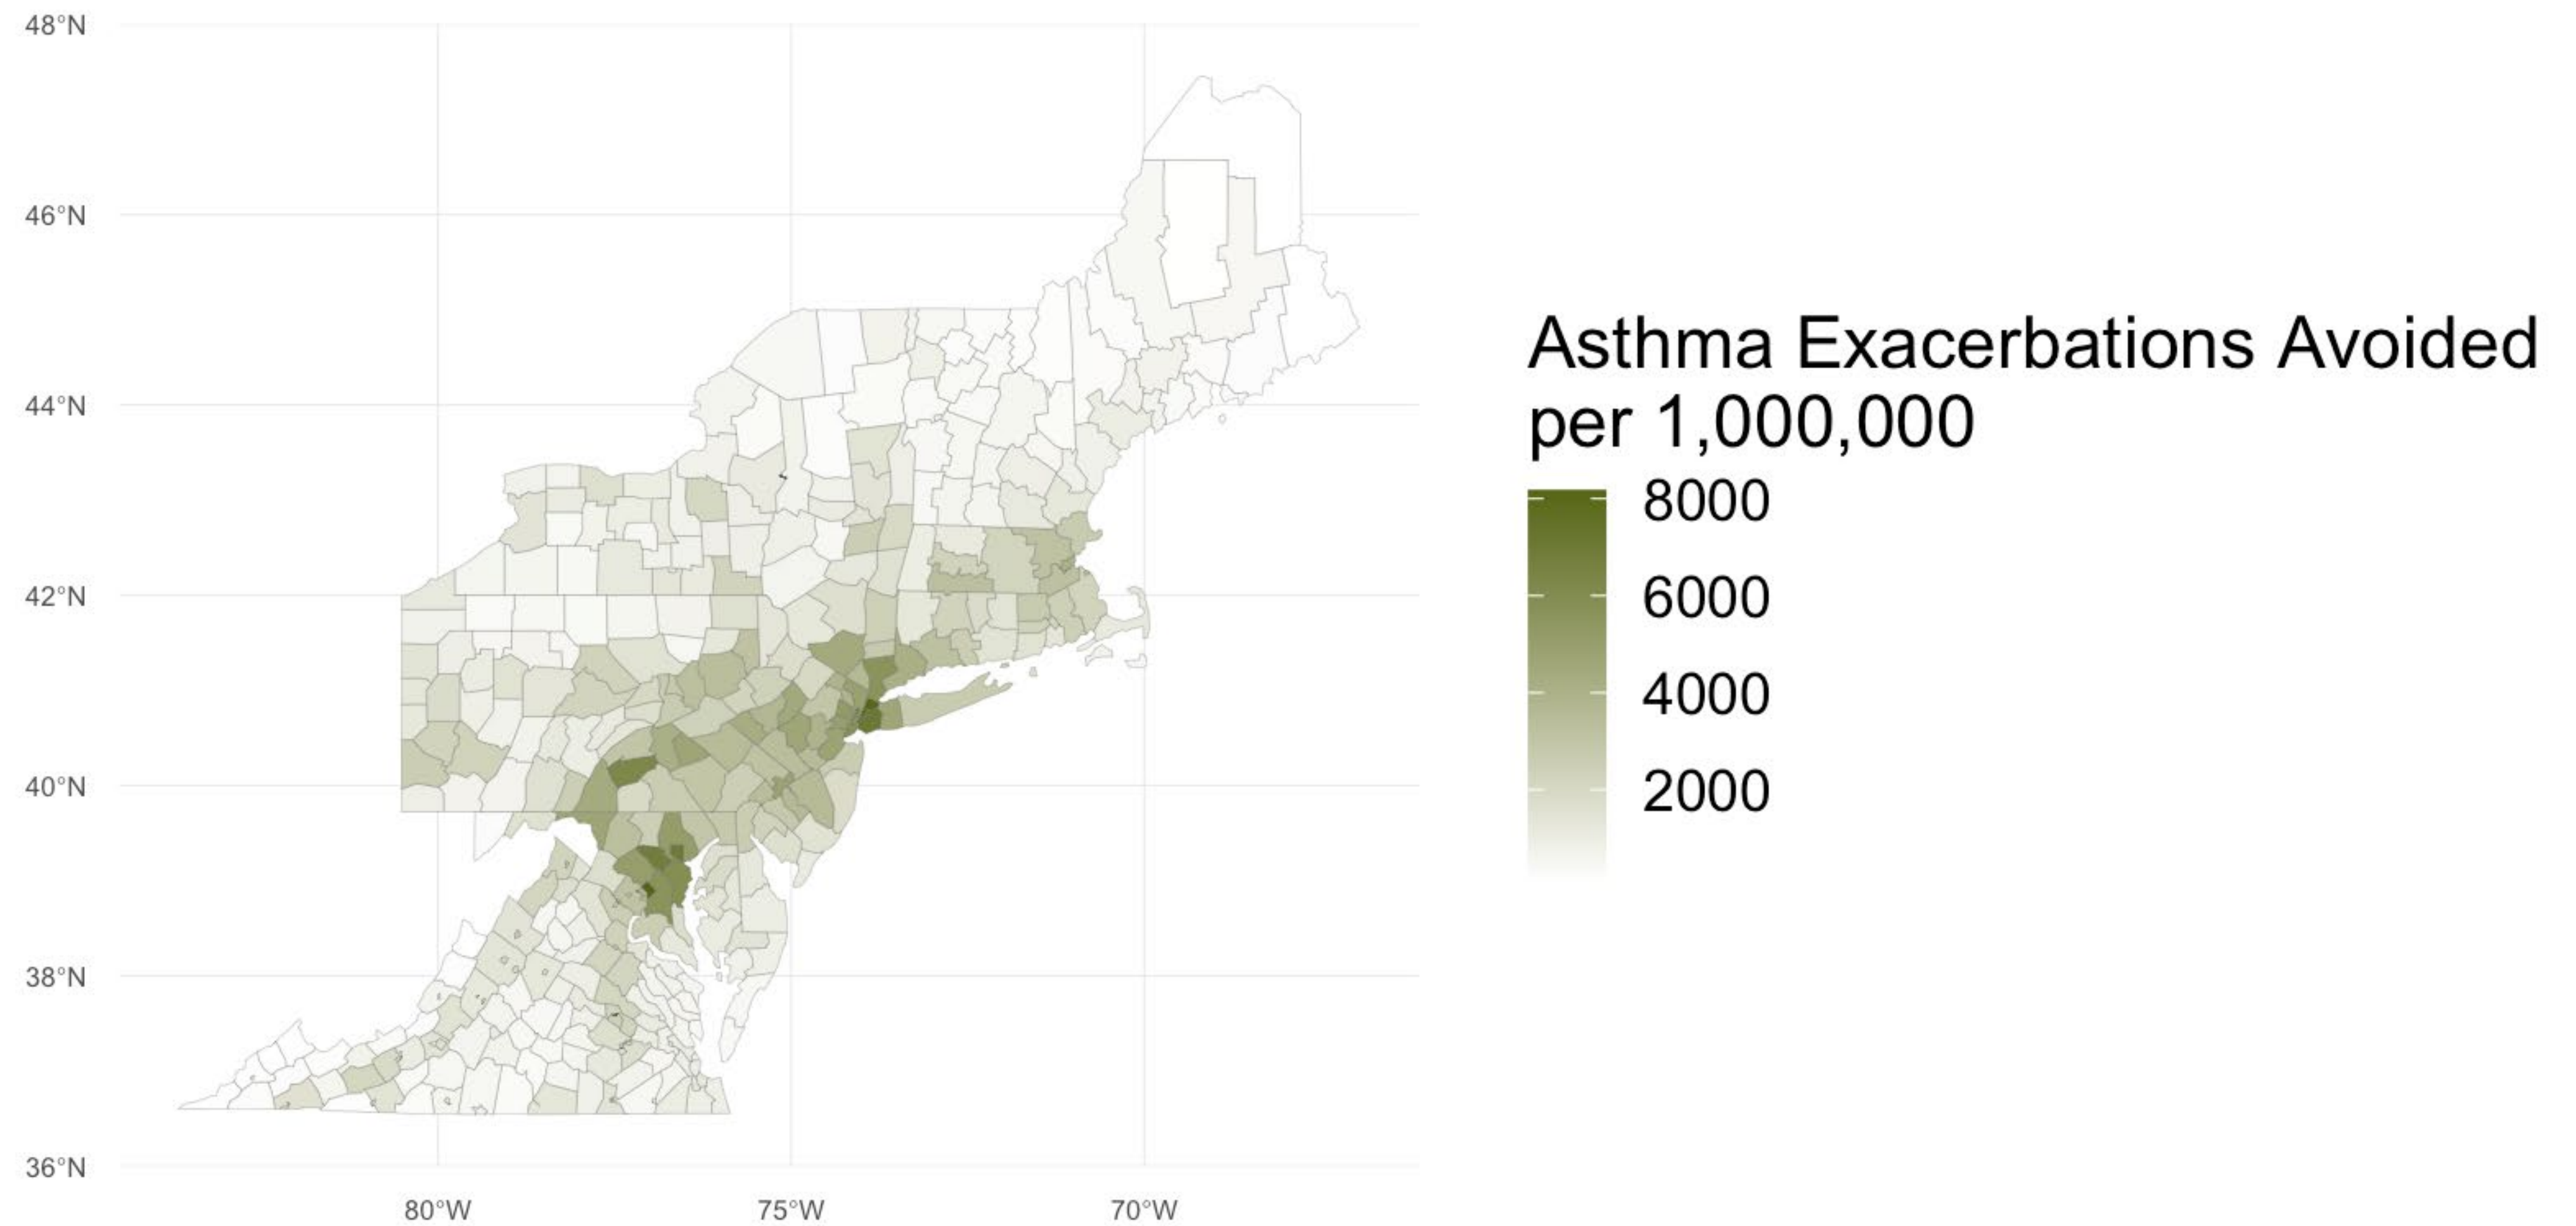 48°N
46°N
44°N
42°N
40°N
38°N
36°N
80°W 75°W 70°W
Asthma Exacerbations Avoided
per 1,000,000
8000
6000
4000
2000